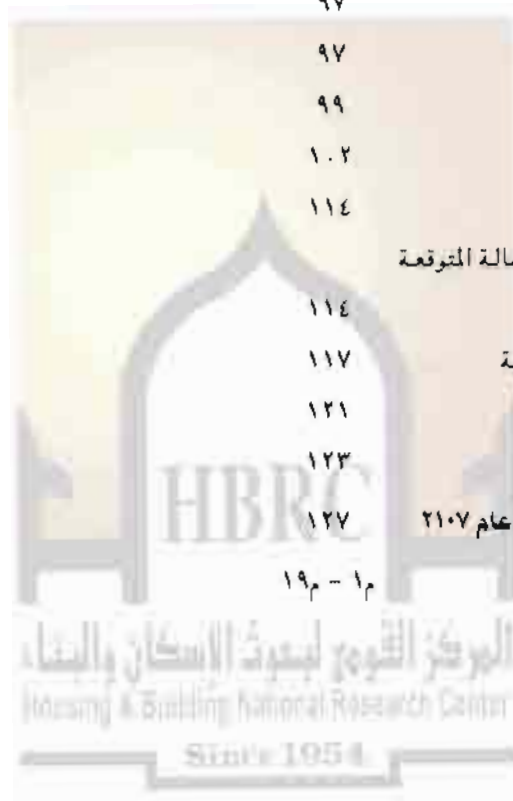 ٩٧
٩٧
٩٩
١٠٢
١١٤
المتوقعة
١١٤
١١٧
ة
١٢١
١٢٣
عام ٢١٠٧ ١٢٧
م١ – م١٩
HBRC
المركز القومي لبحوث الإسكان والبناء
Housing & Building National Research Center
Since 1954